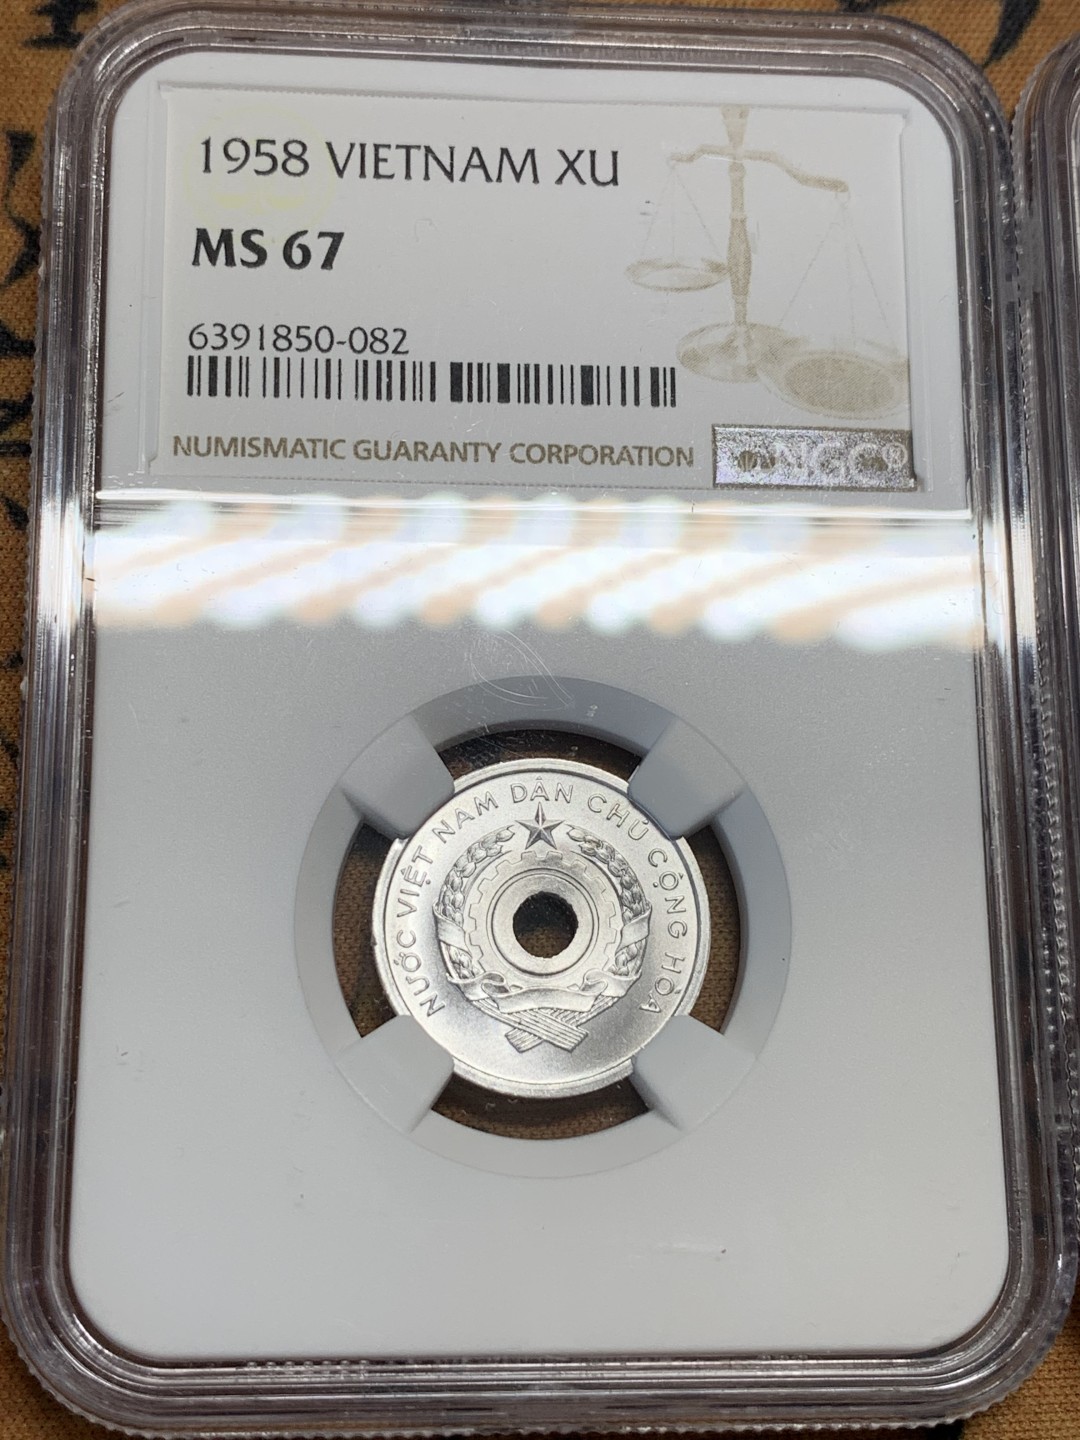 1958 VIETNAM XU
MS 67
6391850-082
NUMISMATIC GUARANTY CORPORATION
NGC®
NƯỚC VIỆT NAM DÂN CHỦ CỘNG HÒA